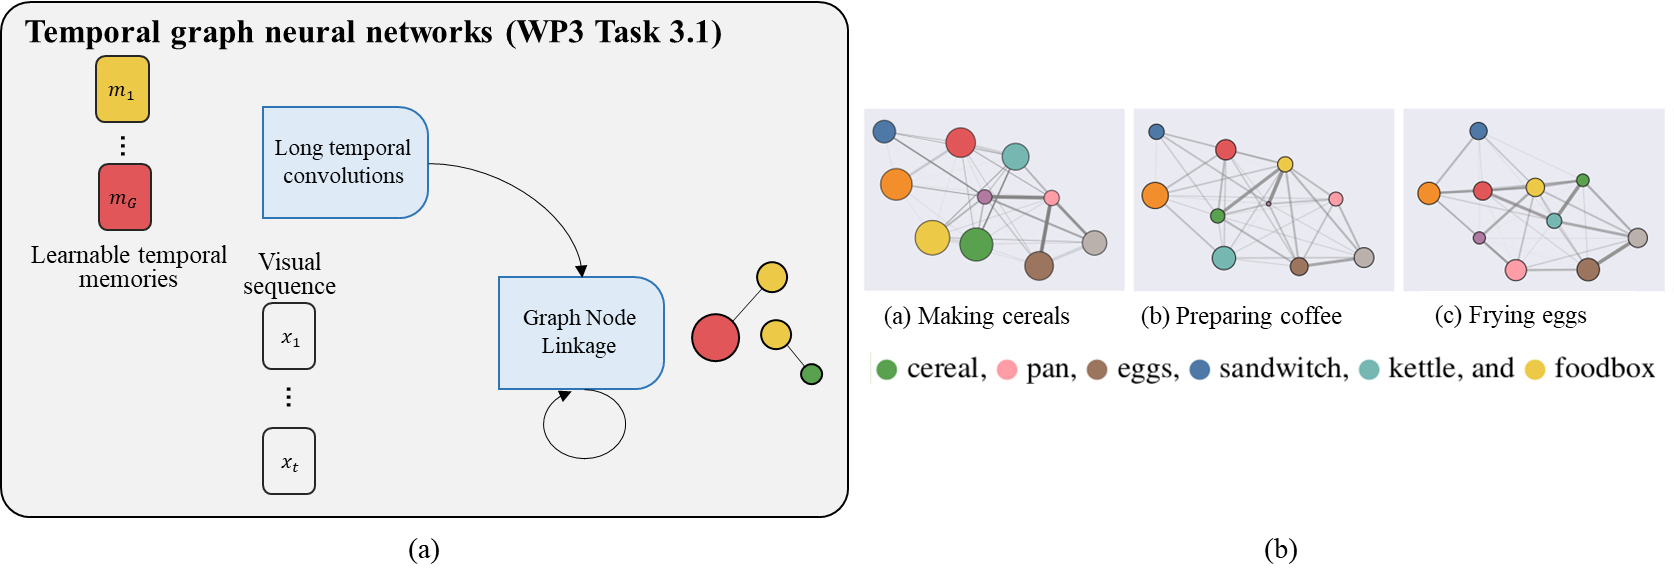 Temporal graph neural networks (WP3 Task 3.1)
m1
⋮
mG
Learnable temporal
memories
Long temporal
convolutions
Visual
sequence
x1
⋮
xt
Graph Node
Linkage
(a)
(a) Making cereals
(b) Preparing coffee
(c) Frying eggs
cereal, pan, eggs, sandwitch, kettle, and foodbox
(b)